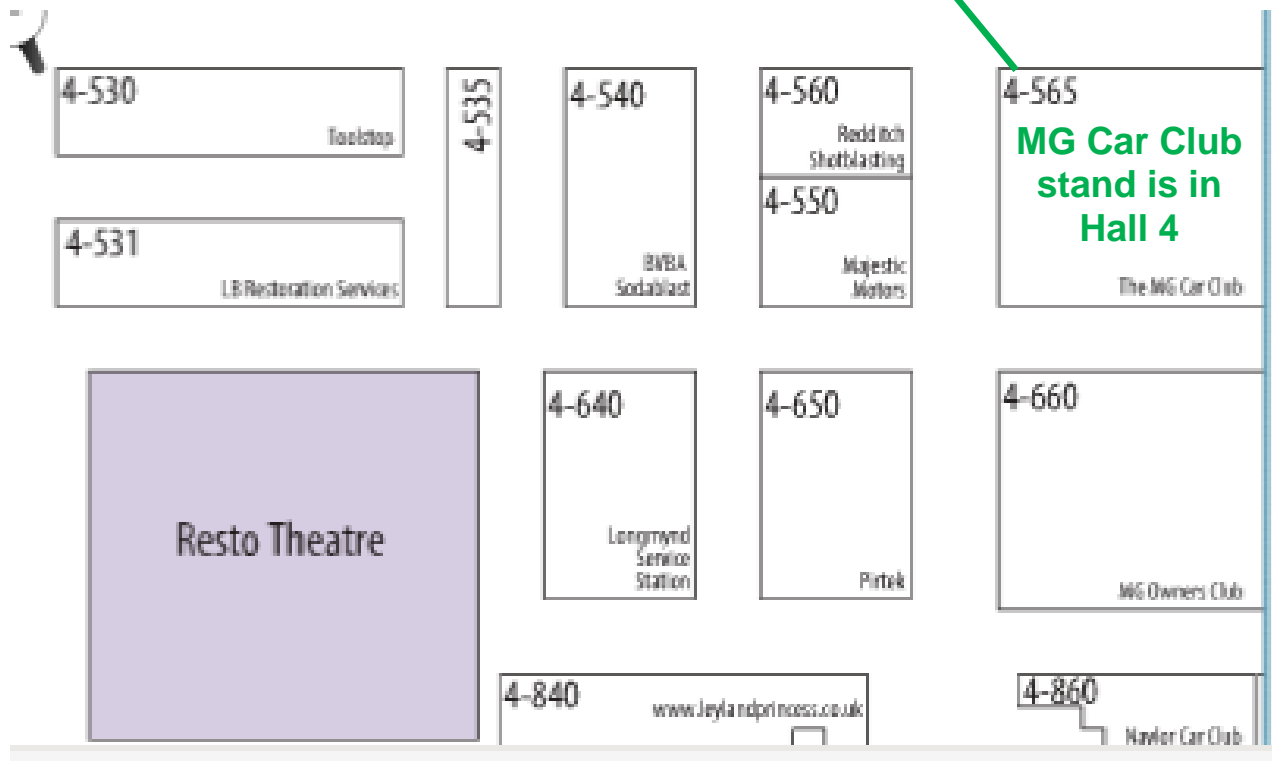 4-530
Toolstop
4-535
4-540
BVBA
Sodablast
4-560
Redditch
Shotblasting
4-550
Majestic
Motors
4-565
MG Car Club
stand is in
Hall 4
The MG Car Club
4-531
LB Restoration Services
Resto Theatre
4-640
Longmynd
Service
Station
4-650
Pirtek
4-660
MG Owners Club
4-840
www.leylandprincess.co.uk
4-860
Naylor Car Club